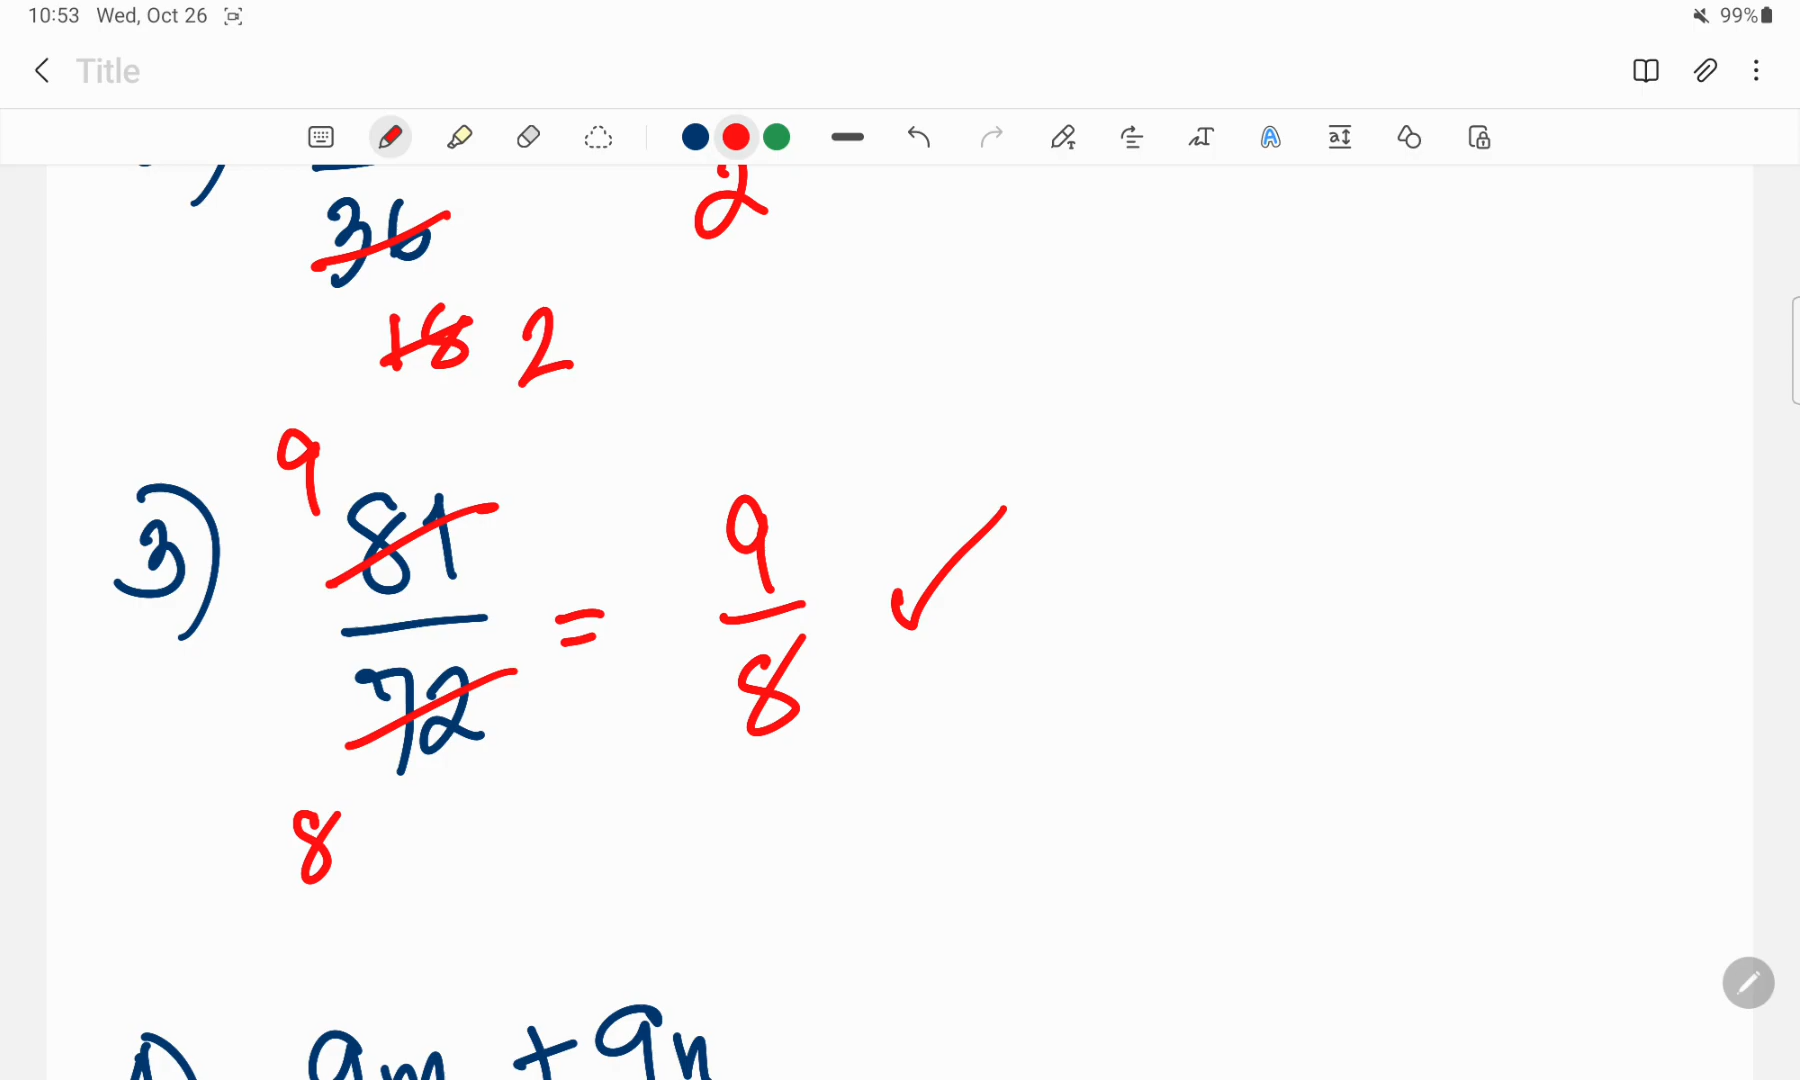 10:53 Wed, Oct 26 99%
Title
36 2
18 2
9
3) 81/72 = 9/8 ✓
8
9m + 9n